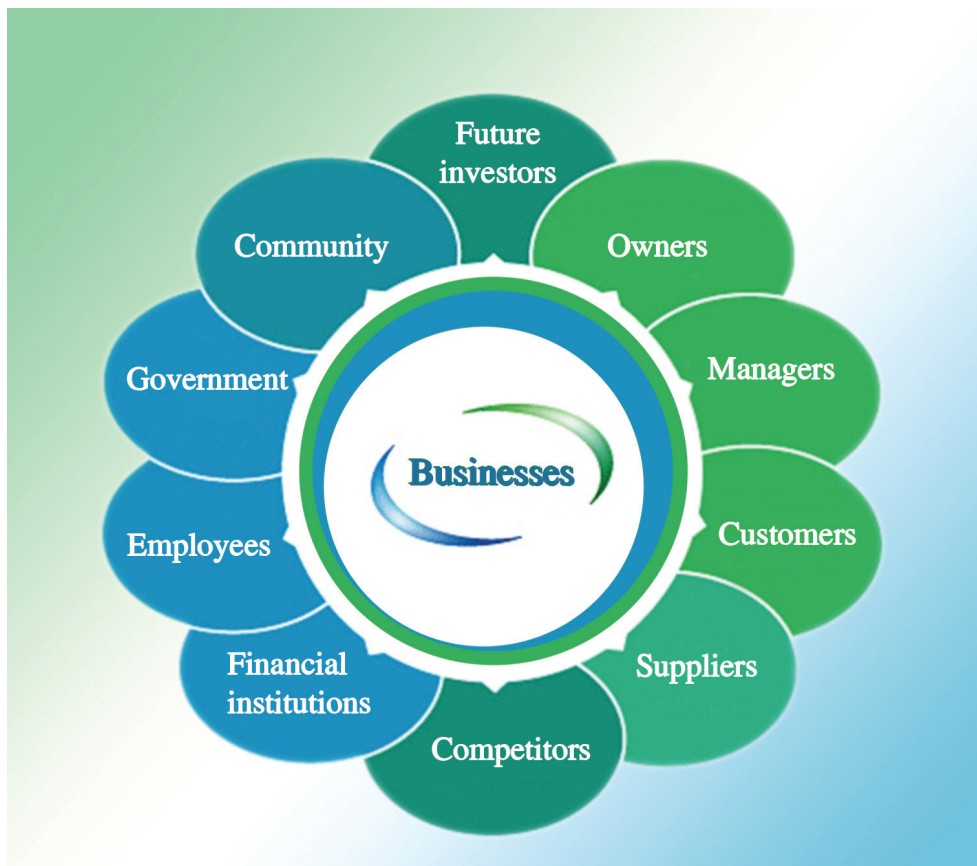 Future
investors
Owners
Managers
Customers
Suppliers
Competitors
Financial
institutions
Employees
Government
Community
Businesses